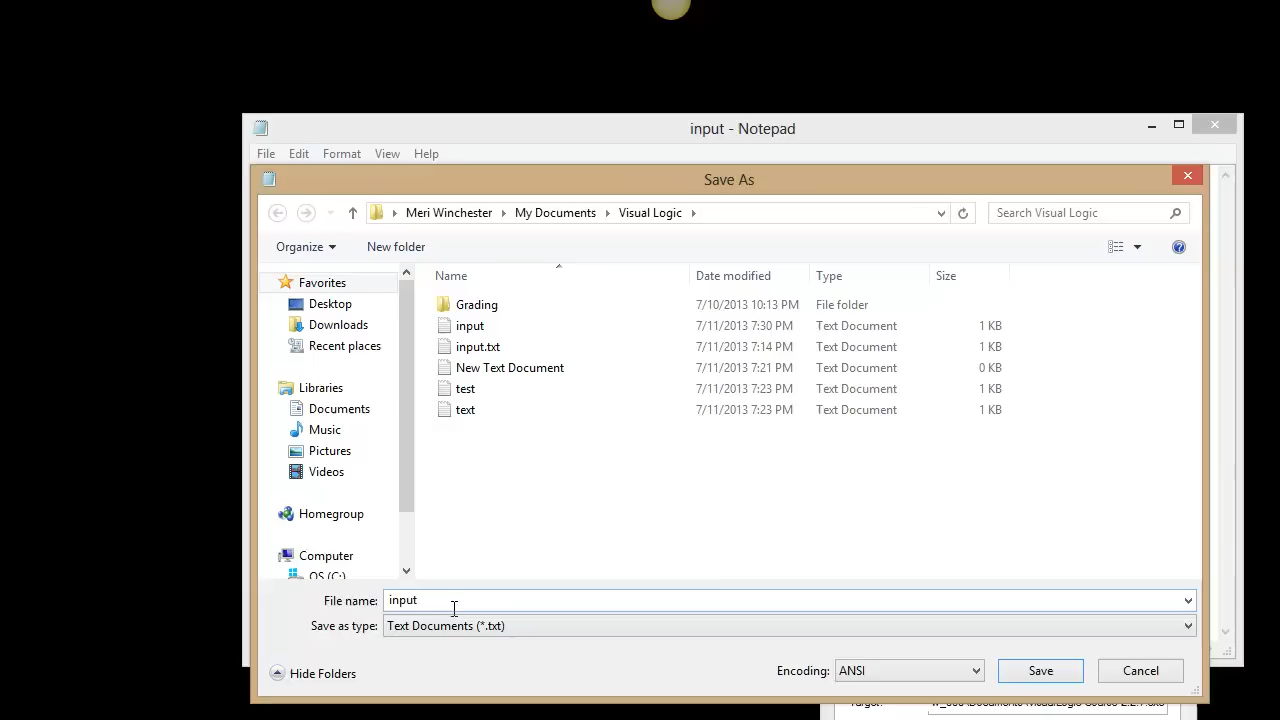 input - Notepad
File Edit Format View Help
Save As
Meri Winchester My Documents Visual Logic
Search Visual Logic
Organize New folder
Name Date modified Type Size
Favorites
Desktop
Downloads
Recent places
Libraries
Documents
Music
Pictures
Videos
Homegroup
Computer
OS (C:)
Grading 7/10/2013 10:13 PM File folder
input 7/11/2013 7:30 PM Text Document 1 KB
input.txt 7/11/2013 7:14 PM Text Document 1 KB
New Text Document 7/11/2013 7:21 PM Text Document 0 KB
test 7/11/2013 7:23 PM Text Document 1 KB
text 7/11/2013 7:23 PM Text Document 1 KB
File name: input
Save as type: Text Documents (*.txt)
Hide Folders
Encoding: ANSI Save Cancel